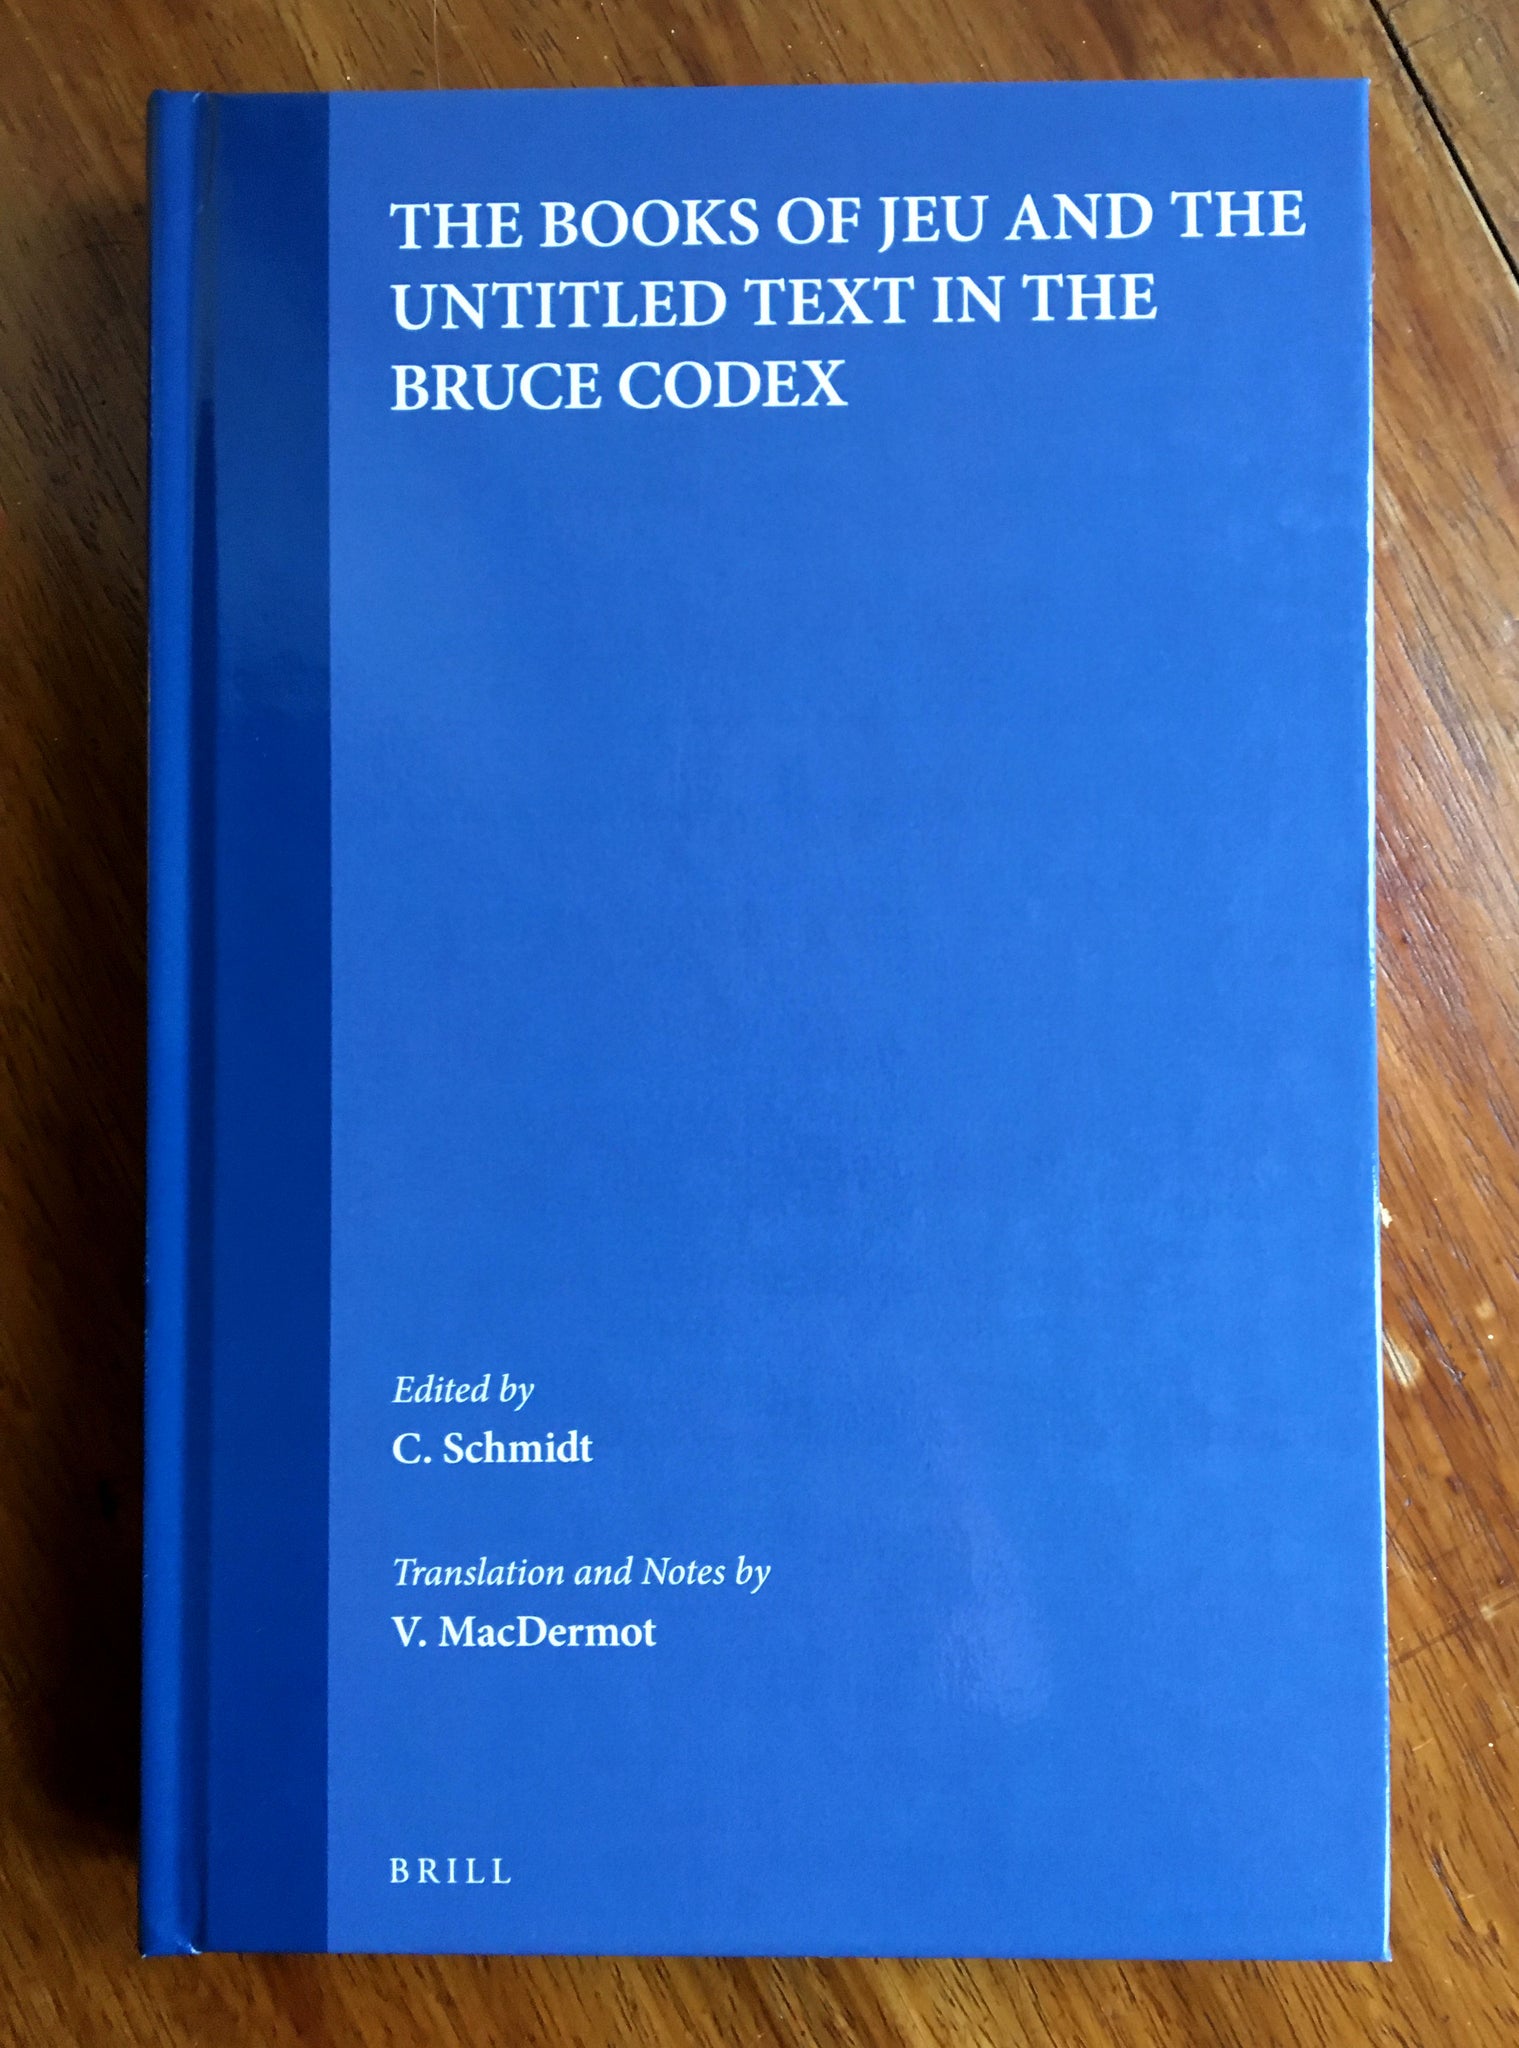 THE BOOKS OF JEU AND THE
UNTITLED TEXT IN THE
BRUCE CODEX
Edited by
C. Schmidt
Translation and Notes by
V. MacDermot
BRILL